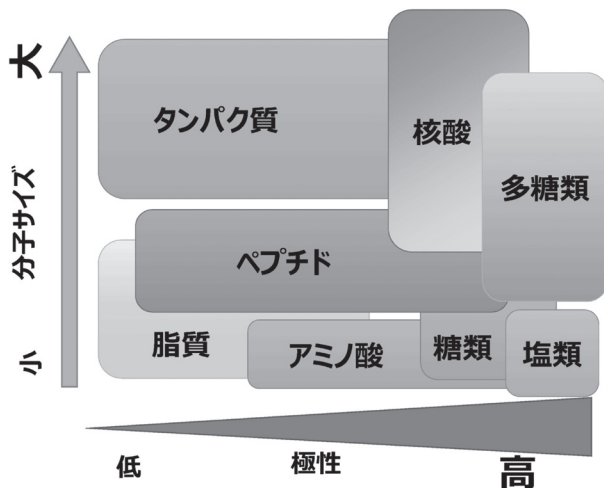 大
分子サイズ
小
タンパク質
核酸
多糖類
ペプチド
脂質
アミノ酸
糖類
塩類
低
極性
高